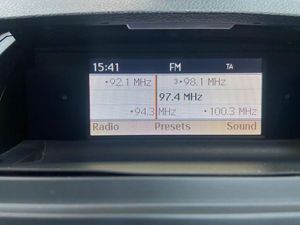 15:41 FM TA
•92.1 MHz •98.1 MHz
97.4 MHz
•94.3 MHz •100.3 MHz
Radio Presets Sound